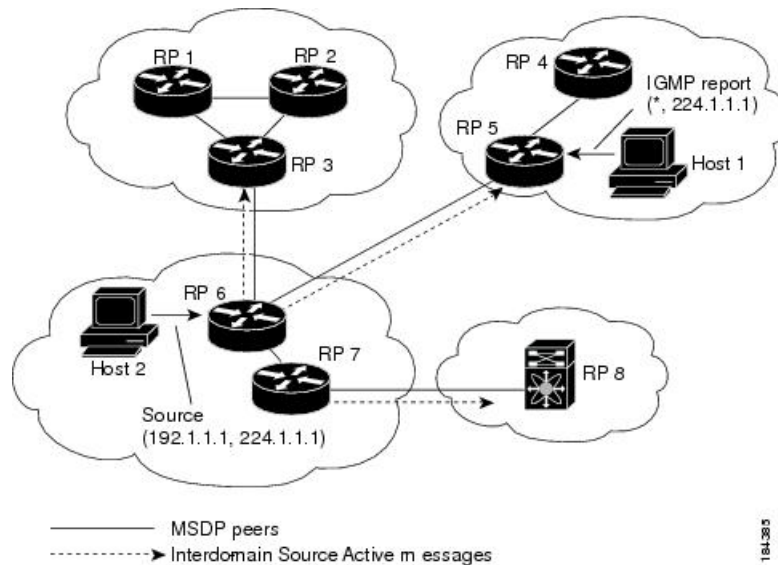 RP 1
RP 2
RP 3
RP 4
IGMP report
(*, 224.1.1.1)
RP 5
Host 1
RP 6
Host 2
RP 7
RP 8
Source
(192.1.1.1, 224.1.1.1)
MSDP peers
Interdomain Source Active m essages
184385